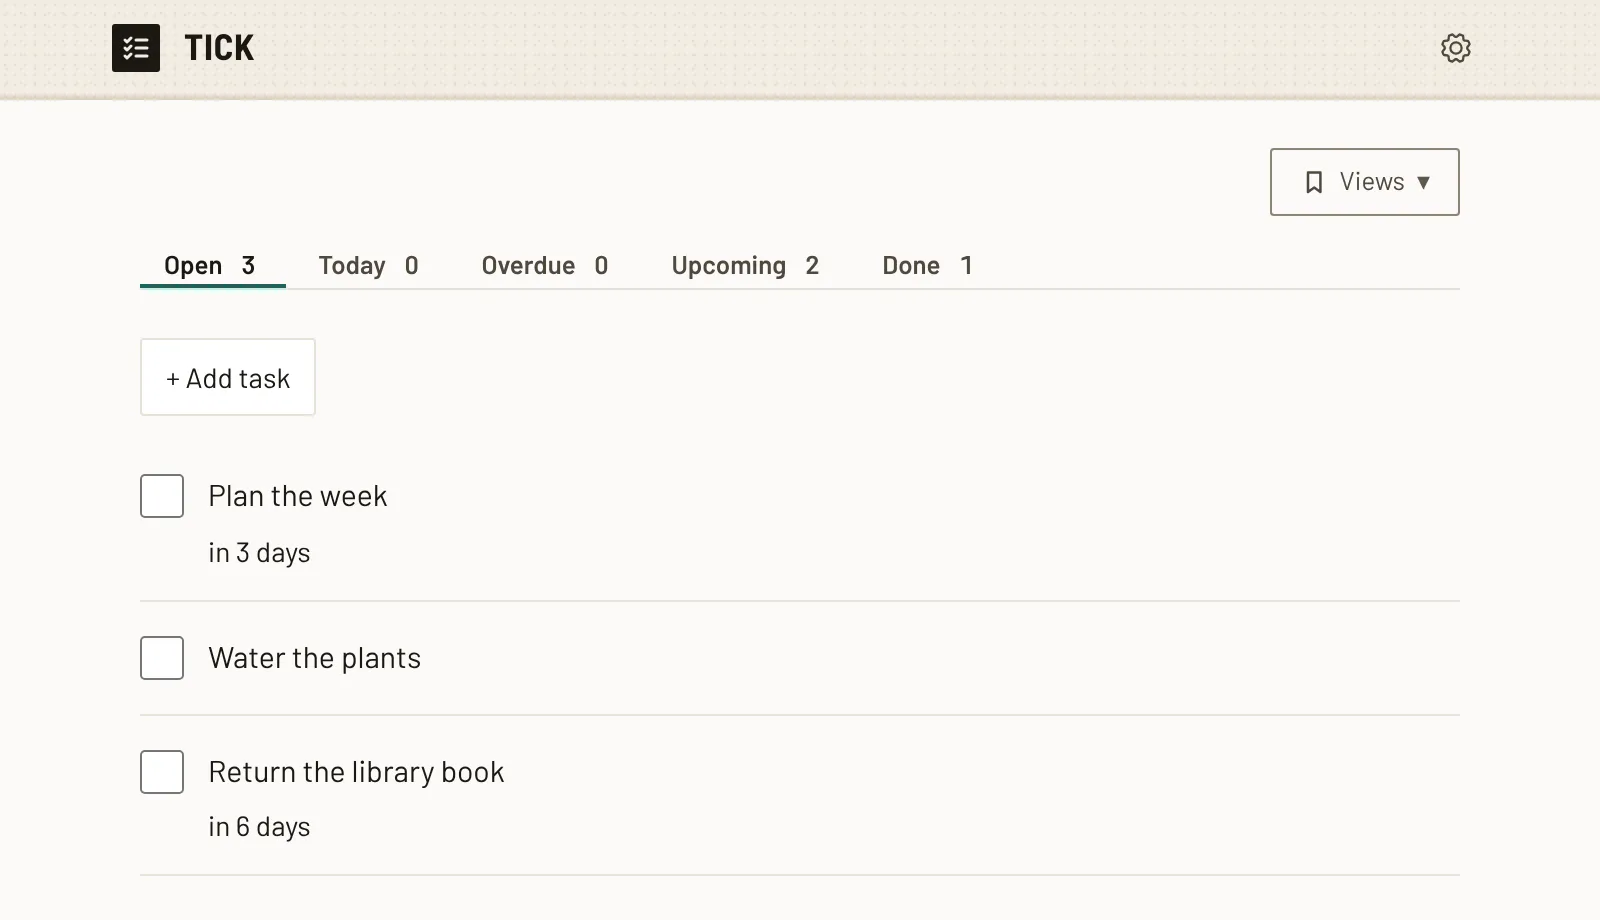 TICK
Views ▼
Open 3 Today 0 Overdue 0 Upcoming 2 Done 1
+ Add task
Plan the week
in 3 days
Water the plants
Return the library book
in 6 days